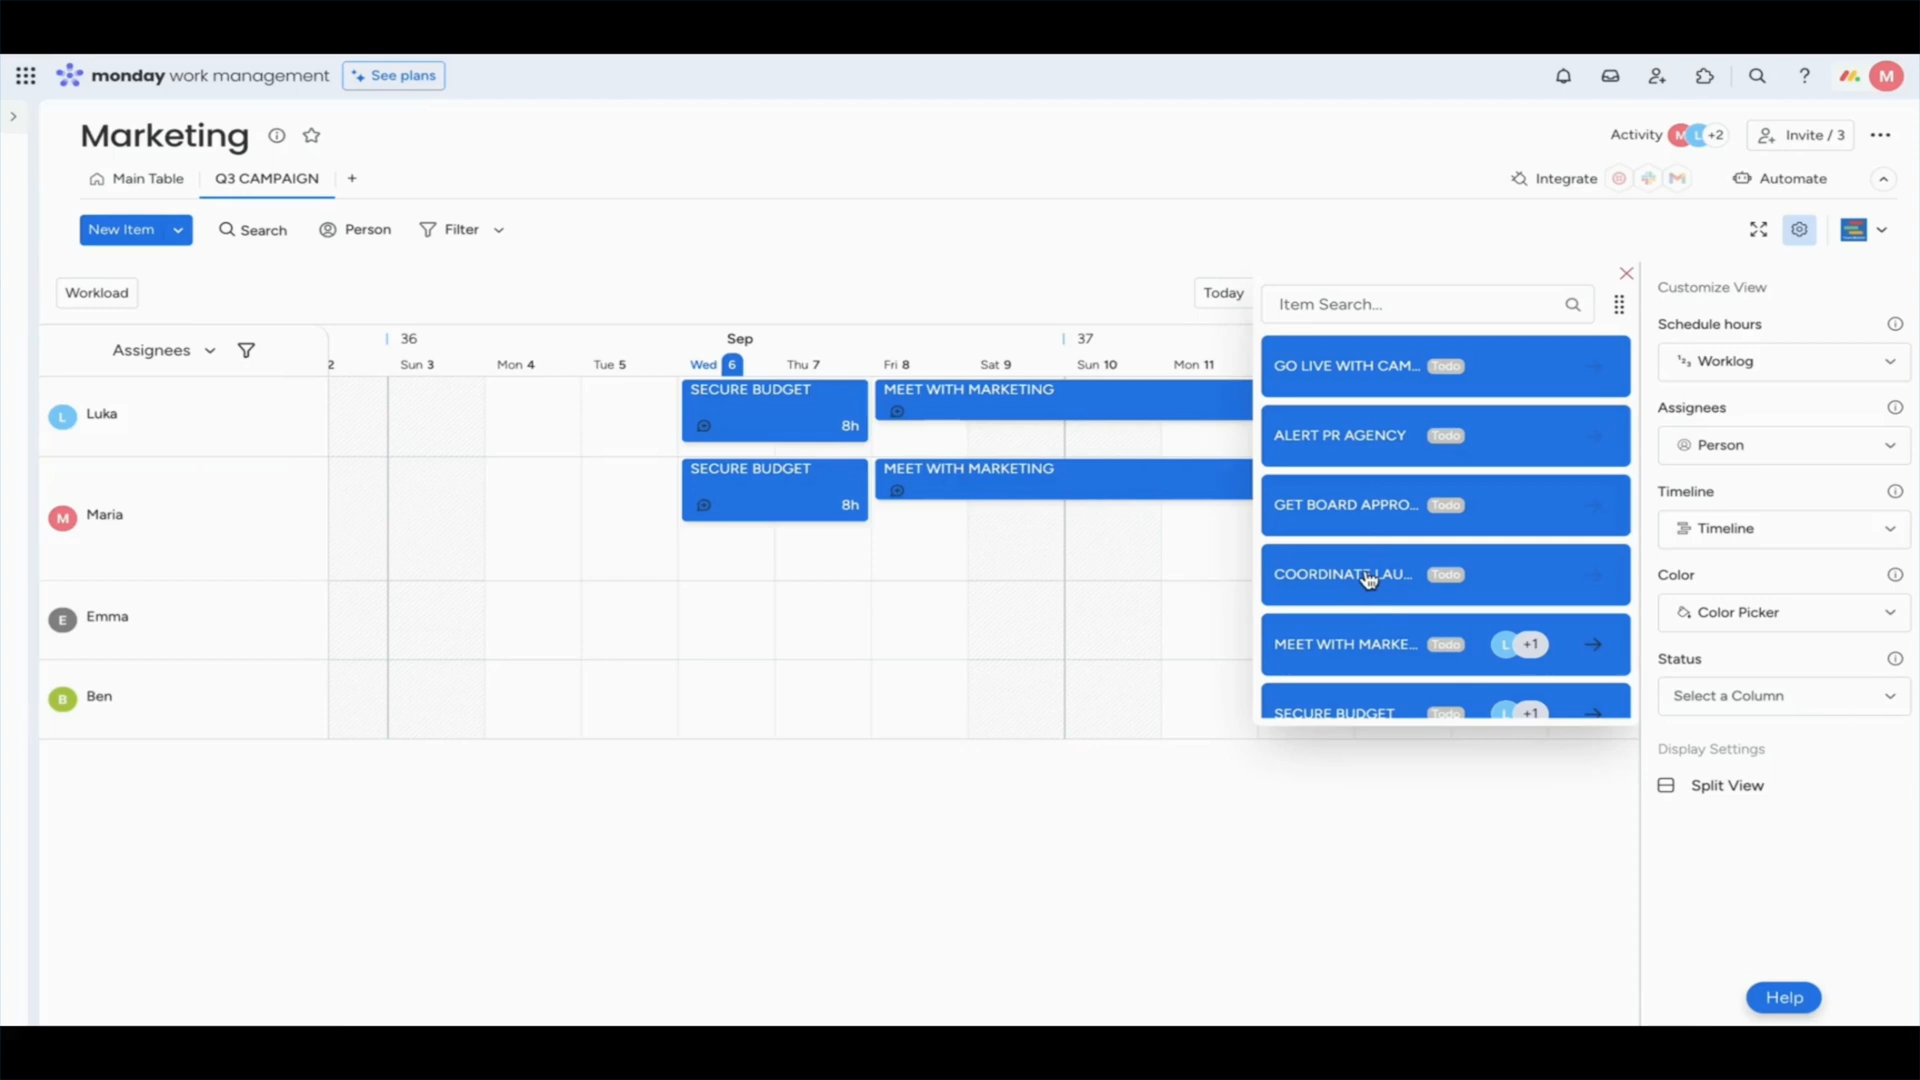 monday work management
See plans
M
Marketing
Activity M L +2
Invite / 3
Main Table
Q3 CAMPAIGN
+
Integrate
Automate
New Item
Search
Person
Filter
Workload
Today
Item Search...
Assignees
36
Sep
37
2
Sun 3
Mon 4
Tue 5
Wed 6
Thu 7
Fri 8
Sat 9
Sun 10
Mon 11
L Luka
SECURE BUDGET
8h
MEET WITH MARKETING
M Maria
SECURE BUDGET
8h
MEET WITH MARKETING
E Emma
B Ben
GO LIVE WITH CAM... Todo
ALERT PR AGENCY Todo
GET BOARD APPRO... Todo
COORDINATE LAU... Todo
MEET WITH MARKE... Todo L +1
SECURE BUDGET Todo L +1
Customize View
Schedule hours
Worklog
Assignees
Person
Timeline
Timeline
Color
Color Picker
Status
Select a Column
Display Settings
Split View
Help